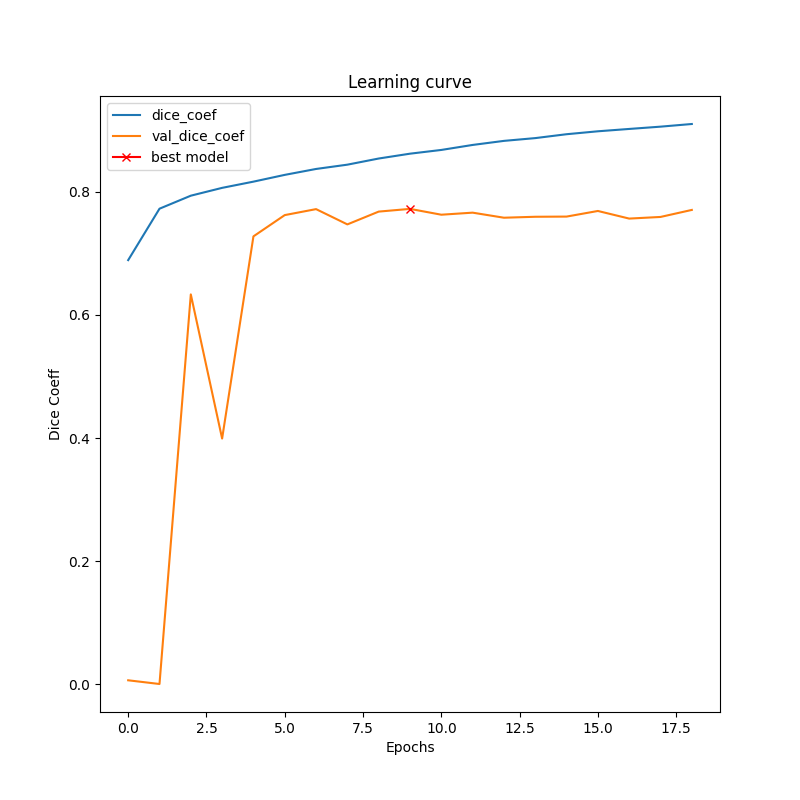 Learning curve
dice_coef
val_dice_coef
best model
Dice Coeff
0.8
0.6
0.4
0.2
0.0
0.0 2.5 5.0 7.5 10.0 12.5 15.0 17.5
Epochs